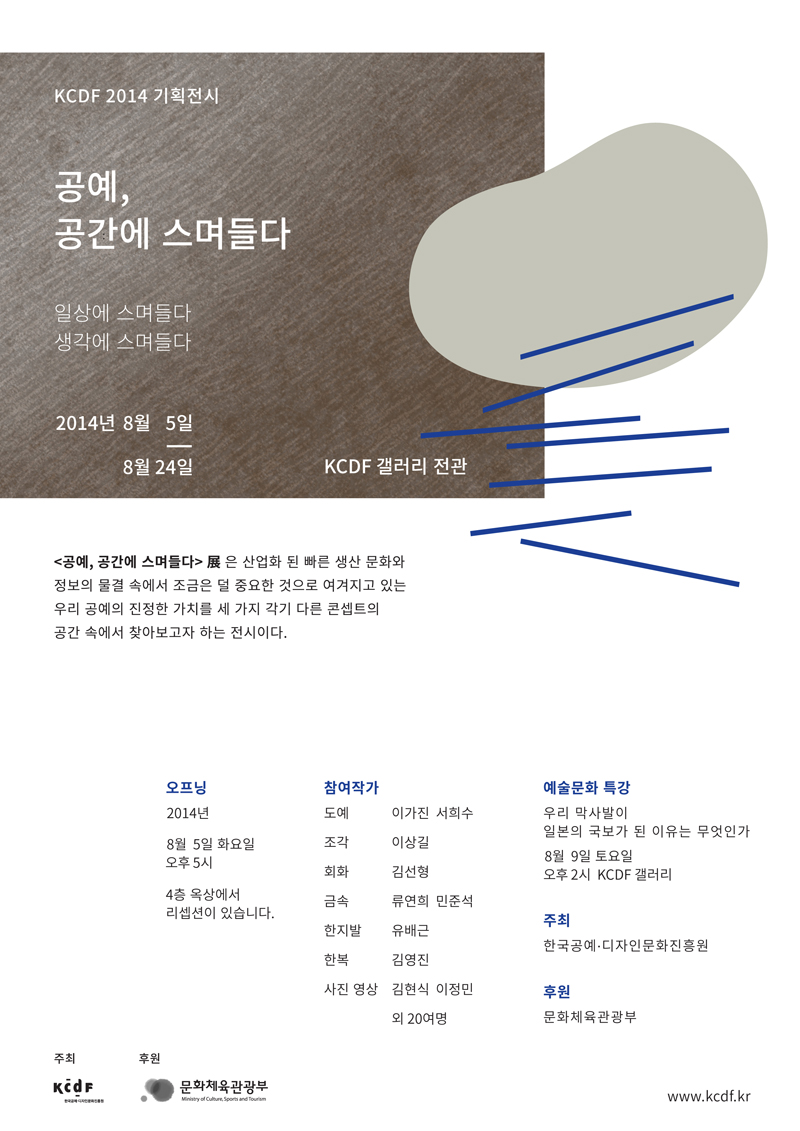 KCDF 2014 기획전시
공예,
공간에 스며들다
일상에 스며들다
생각에 스며들다
2014년 8월 5일
8월 24일
KCDF 갤러리 전관
<공예, 공간에 스며들다> 展 은 산업화 된 빠른 생산 문화와
정보의 물결 속에서 조금은 덜 중요한 것으로 여겨지고 있는
우리 공예의 진정한 가치를 세 가지 각기 다른 콘셉트의
공간 속에서 찾아보고자 하는 전시이다.
오프닝
2014년
8월 5일 화요일
오후 5시
4층 옥상에서
리셉션이 있습니다.
참여작가
도예 이가진 서희수
조각 이상길
회화 김선형
금속 류연희 민준석
한지발 유배근
한복 김영진
사진 영상 김현식 이정민
외 20여명
예술문화 특강
우리 막사발이
일본의 국보가 된 이유는 무엇인가
8월 9일 토요일
오후 2시 KCDF 갤러리
주최
한국공예·디자인문화진흥원
후원
문화체육관광부
주최
KCDF
한국공예·디자인문화진흥원
후원
문화체육관광부
Ministry of Culture, Sports and Tourism
www.kcdf.kr